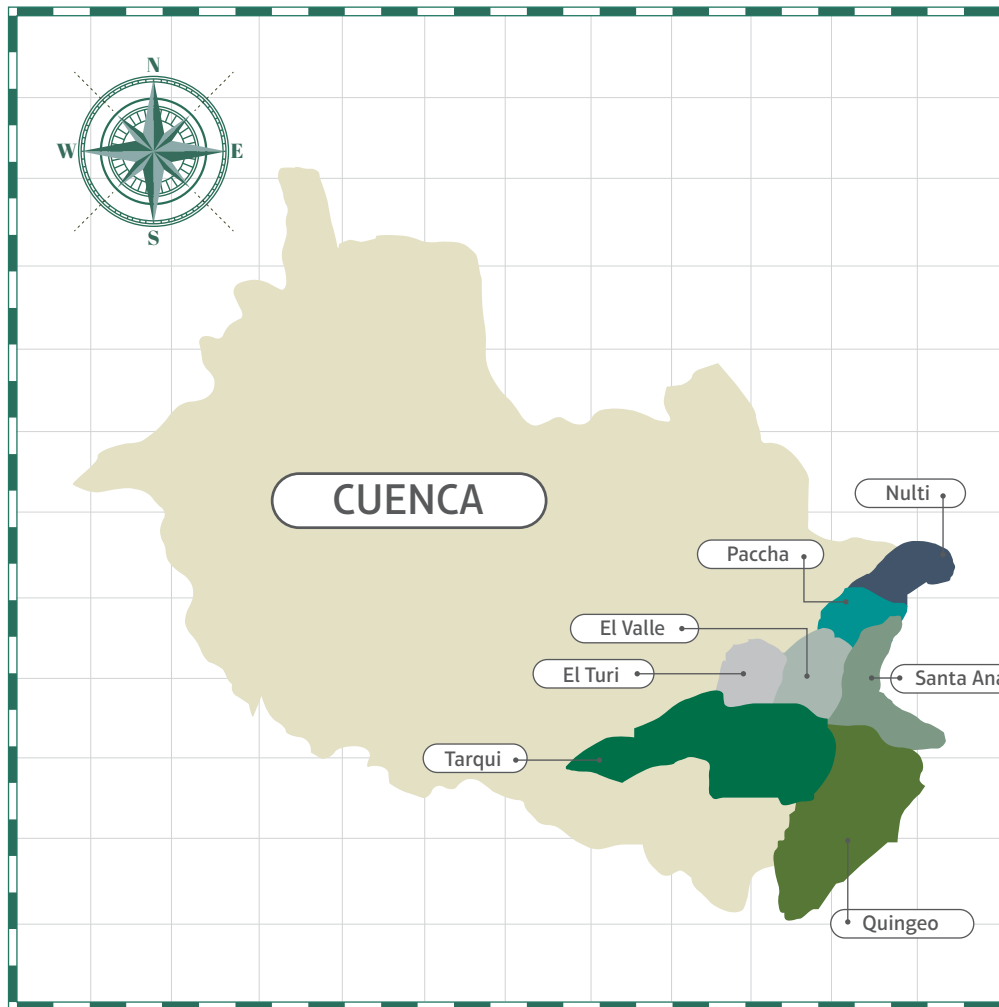 N
W
E
S
CUENCA
Nulti
Paccha
El Valle
El Turi
Santa Ana
Tarqui
Quingeo